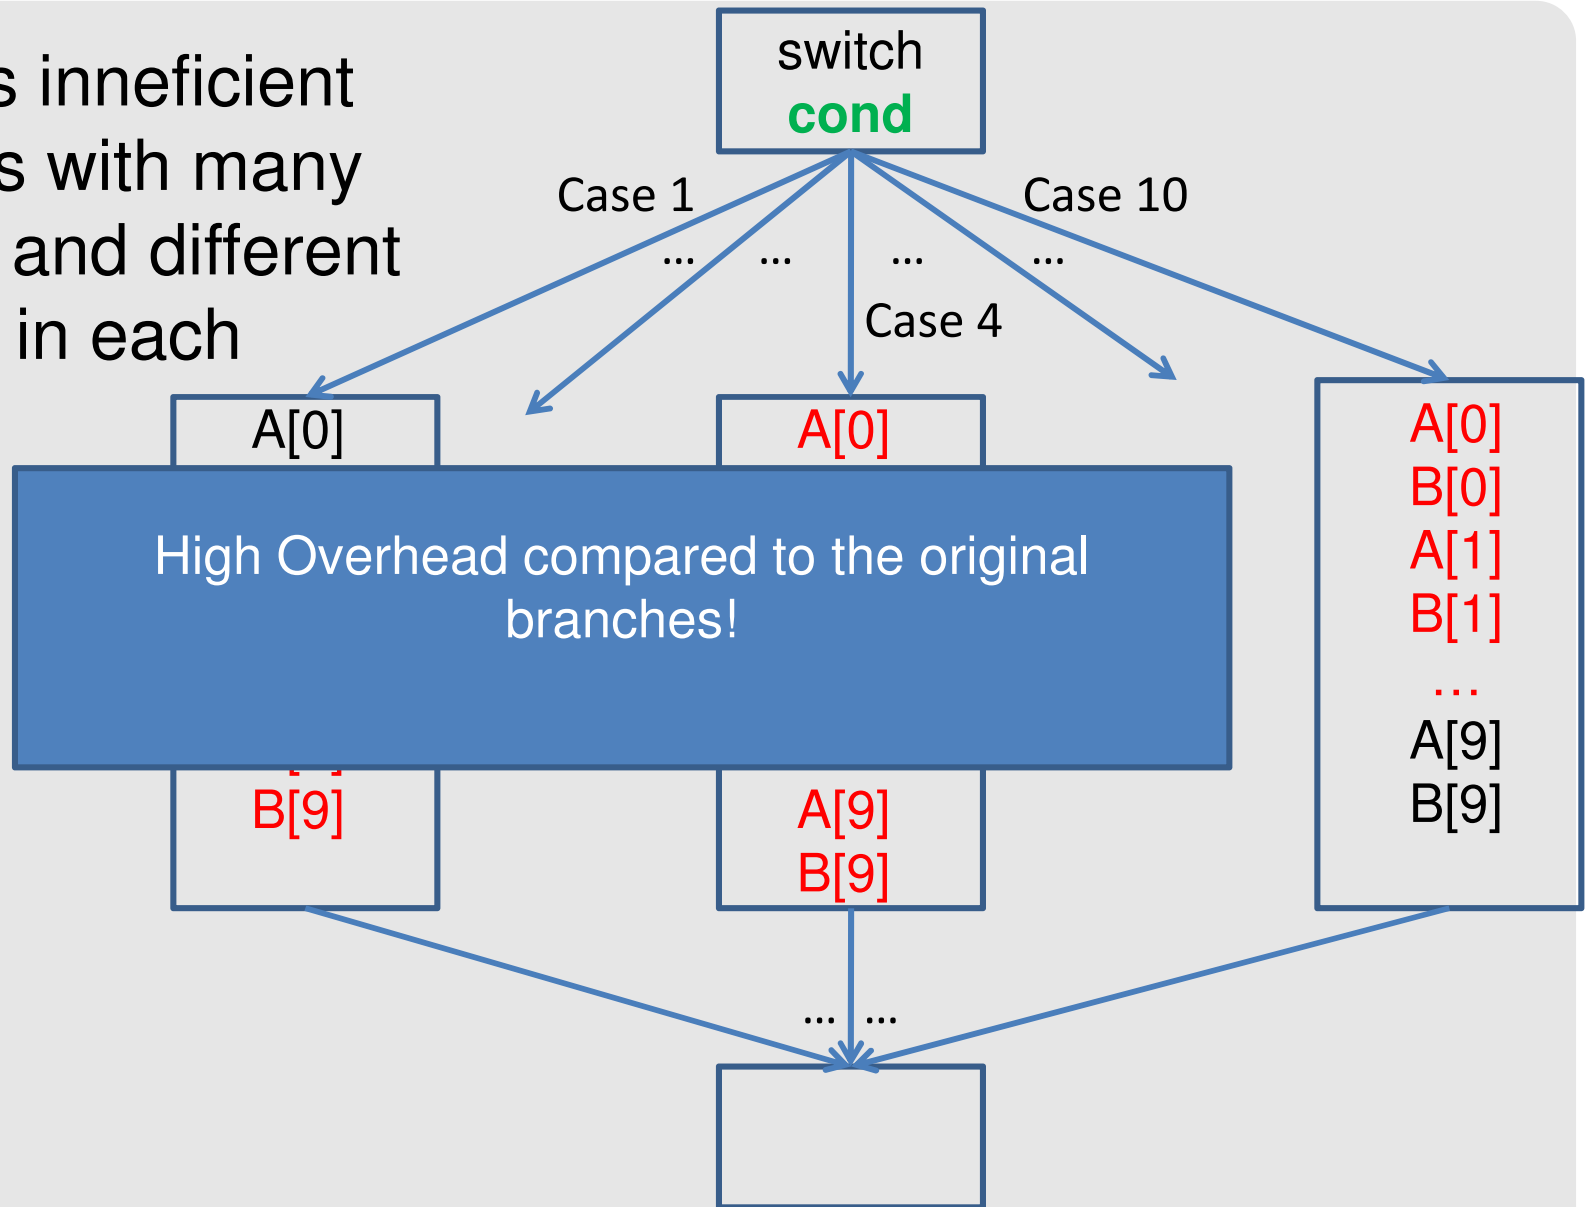 s inneficient
s with many
and different
in each
switch
cond
Case 1
Case 10
... ... ... ...
Case 4
A[0]
A[0]
A[0]
B[0]
A[1]
B[1]
...
A[9]
B[9]
High Overhead compared to the original
branches!
B[9]
A[9]
B[9]
... ...